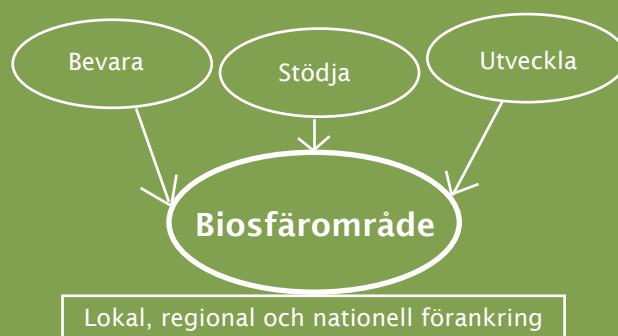 Bevara
Stödja
Utveckla
Biosfärområde
Lokal, regional och nationell förankring